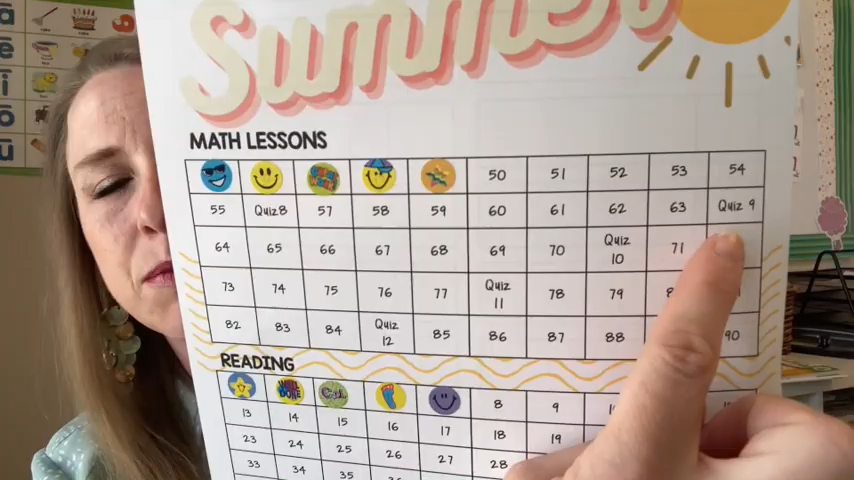 Summer
MATH LESSONS
50 51 52 53 54
55 Quiz 8 57 58 59 60 61 62 63 Quiz 9
64 65 66 67 68 69 70 Quiz 10 71
73 74 75 76 77 Quiz 11 78 79
82 83 84 Quiz 12 85 86 87 88 90
READING
WELL DONE
8 9
13 14 15 16 17 18 19
23 24 25 26 27 28
33 34 35
ā
ē
ī
ō
ū